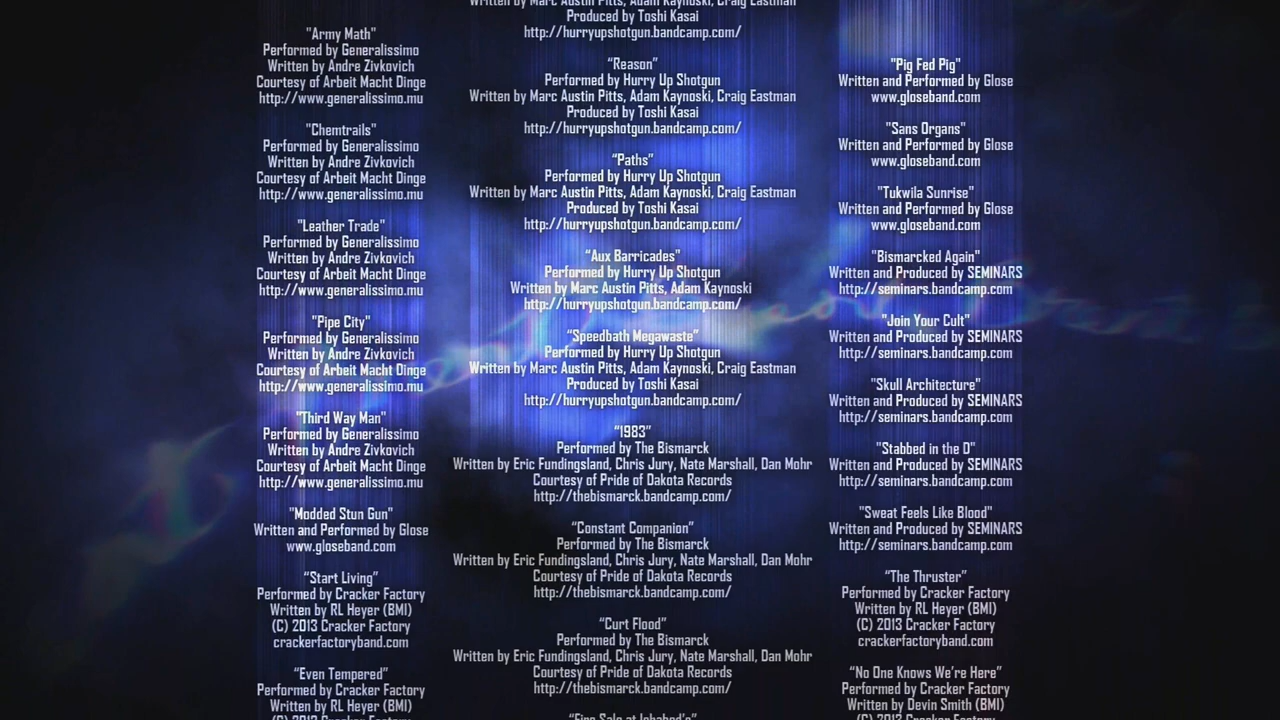 "Army Math"
Performed by Generalissimo
Written by Andre Zivkovich
Courtesy of Arbeit Macht Dinge
http://www.generalissimo.mu
"Chemtrails"
Performed by Generalissimo
Written by Andre Zivkovich
Courtesy of Arbeit Macht Dinge
http://www.generalissimo.mu
"Leather Trade"
Performed by Generalissimo
Written by Andre Zivkovich
Courtesy of Arbeit Macht Dinge
http://www.generalissimo.mu
"Pipe City"
Performed by Generalissimo
Written by Andre Zivkovich
Courtesy of Arbeit Macht Dinge
http://www.generalissimo.mu
"Third Way Man"
Performed by Generalissimo
Written by Andre Zivkovich
Courtesy of Arbeit Macht Dinge
http://www.generalissimo.mu
"Modded Stun Gun"
Written and Performed by Glose
www.gloseband.com
“Start Living”
Performed by Cracker Factory
Written by RL Heyer (BMI)
(C) 2013 Cracker Factory
crackerfactoryband.com
“Even Tempered”
Performed by Cracker Factory
Written by RL Heyer (BMI)
(C) 2013 Cracker Factory
Written by Marc Austin Pitts, Adam Kaynoski, Craig Eastman
Produced by Toshi Kasai
http://hurryupshotgun.bandcamp.com/
“Reason”
Performed by Hurry Up Shotgun
Written by Marc Austin Pitts, Adam Kaynoski, Craig Eastman
Produced by Toshi Kasai
http://hurryupshotgun.bandcamp.com/
“Paths”
Performed by Hurry Up Shotgun
Written by Marc Austin Pitts, Adam Kaynoski, Craig Eastman
Produced by Toshi Kasai
http://hurryupshotgun.bandcamp.com/
“Aux Barricades"
Performed by Hurry Up Shotgun
Written by Marc Austin Pitts, Adam Kaynoski
http://hurryupshotgun.bandcamp.com/
“Speedbath Megawaste”
Performed by Hurry Up Shotgun
Written by Marc Austin Pitts, Adam Kaynoski, Craig Eastman
Produced by Toshi Kasai
http://hurryupshotgun.bandcamp.com/
“1983”
Performed by The Bismarck
Written by Eric Fundingsland, Chris Jury, Nate Marshall, Dan Mohr
Courtesy of Pride of Dakota Records
http://thebismarck.bandcamp.com/
“Constant Companion”
Performed by The Bismarck
Written by Eric Fundingsland, Chris Jury, Nate Marshall, Dan Mohr
Courtesy of Pride of Dakota Records
http://thebismarck.bandcamp.com/
“Curt Flood”
Performed by The Bismarck
Written by Eric Fundingsland, Chris Jury, Nate Marshall, Dan Mohr
Courtesy of Pride of Dakota Records
http://thebismarck.bandcamp.com/
"Pig Fed Pig"
Written and Performed by Glose
www.gloseband.com
"Sans Organs"
Written and Performed by Glose
www.gloseband.com
"Tukwila Sunrise"
Written and Performed by Glose
www.gloseband.com
"Bismarcked Again"
Written and Produced by SEMINARS
http://seminars.bandcamp.com
"Join Your Cult"
Written and Produced by SEMINARS
http://seminars.bandcamp.com
"Skull Architecture"
Written and Produced by SEMINARS
http://seminars.bandcamp.com
"Stabbed in the D"
Written and Produced by SEMINARS
http://seminars.bandcamp.com
"Sweat Feels Like Blood"
Written and Produced by SEMINARS
http://seminars.bandcamp.com
“The Thruster”
Performed by Cracker Factory
Written by RL Heyer (BMI)
(C) 2013 Cracker Factory
crackerfactoryband.com
“No One Knows We’re Here”
Performed by Cracker Factory
Written by Devin Smith (BMI)
(C) 2013 Cracker Factory